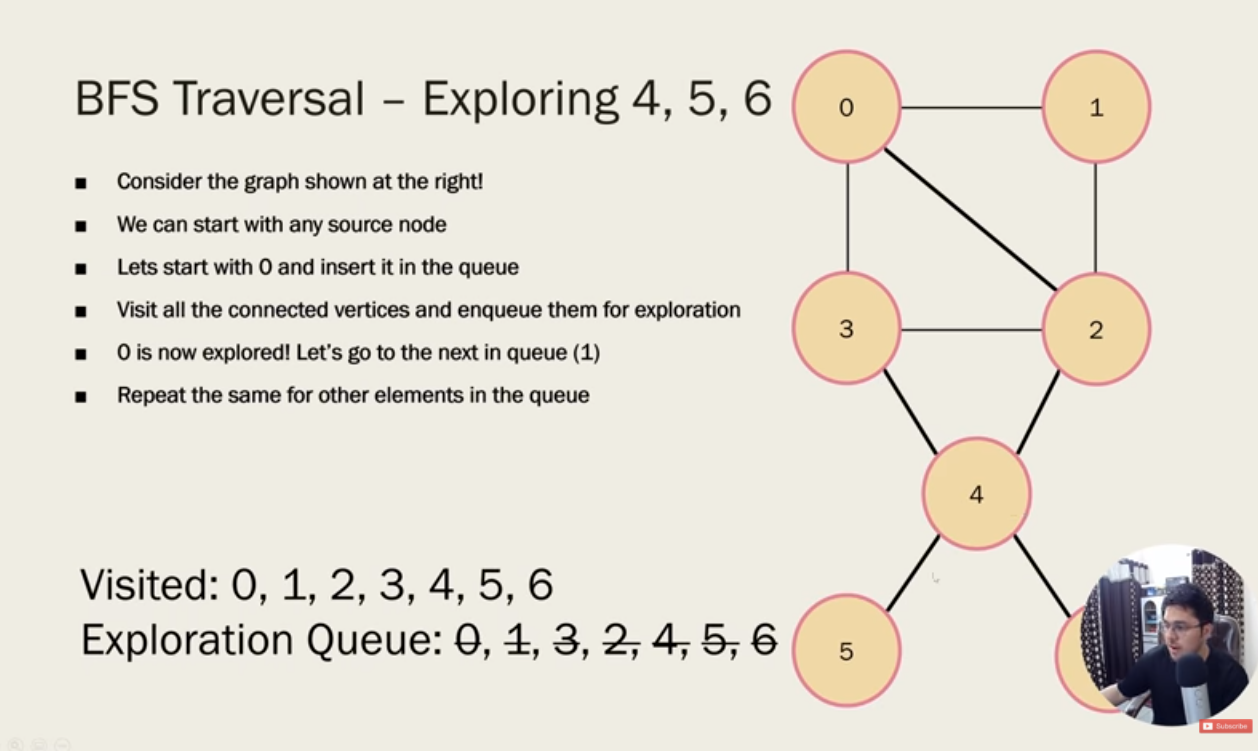 BFS Traversal – Exploring 4, 5, 6
Consider the graph shown at the right!
We can start with any source node
Lets start with 0 and insert it in the queue
Visit all the connected vertices and enqueue them for exploration
0 is now explored! Let's go to the next in queue (1)
Repeat the same for other elements in the queue
Visited: 0, 1, 2, 3, 4, 5, 6
Exploration Queue: 0, 1, 3, 2, 4, 5, 6
0
1
3
2
4
5
Subscribe